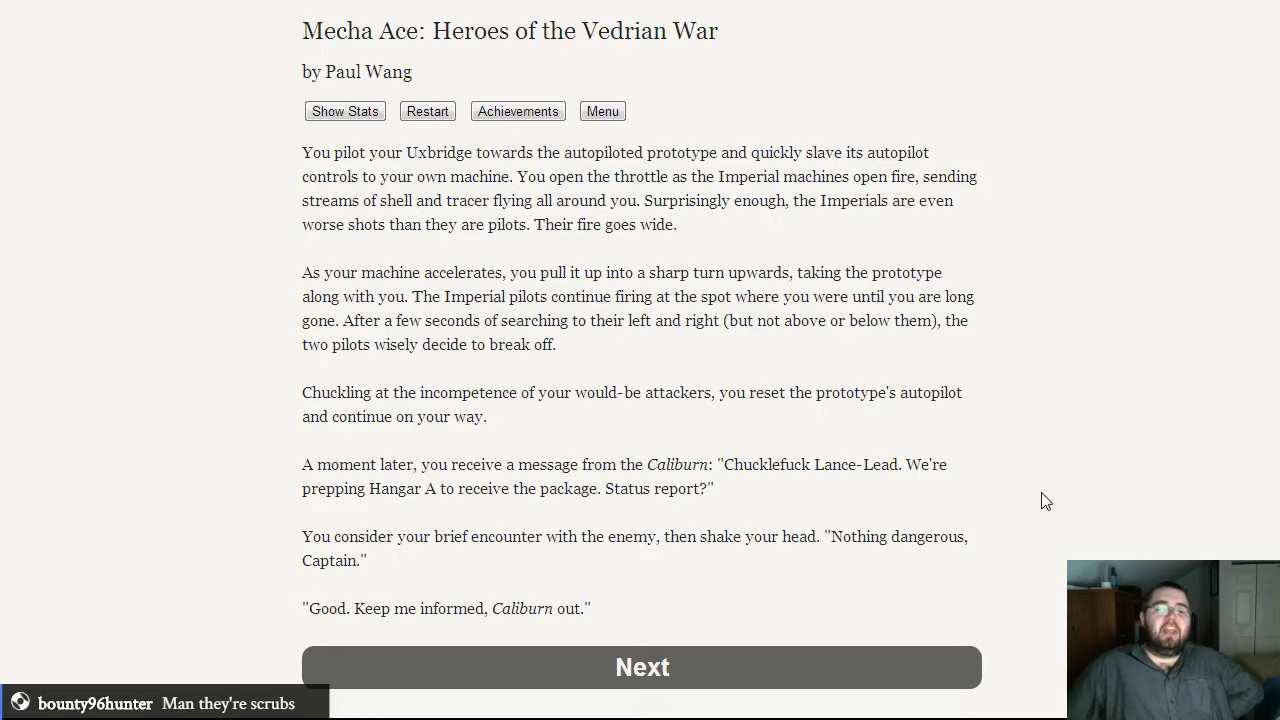 Mecha Ace: Heroes of the Vedrian War
by Paul Wang
Show Stats Restart Achievements Menu
You pilot your Uxbridge towards the autopiloted prototype and quickly slave its autopilot
controls to your own machine. You open the throttle as the Imperial machines open fire, sending
streams of shell and tracer flying all around you. Surprisingly enough, the Imperials are even
worse shots than they are pilots. Their fire goes wide.
As your machine accelerates, you pull it up into a sharp turn upwards, taking the prototype
along with you. The Imperial pilots continue firing at the spot where you were until you are long
gone. After a few seconds of searching to their left and right (but not above or below them), the
two pilots wisely decide to break off.
Chuckling at the incompetence of your would-be attackers, you reset the prototype's autopilot
and continue on your way.
A moment later, you receive a message from the Caliburn: "Chucklefuck Lance-Lead. We're
prepping Hangar A to receive the package. Status report?"
You consider your brief encounter with the enemy, then shake your head. "Nothing dangerous,
Captain."
"Good. Keep me informed, Caliburn out."
Next
bounty96hunter Man they're scrubs